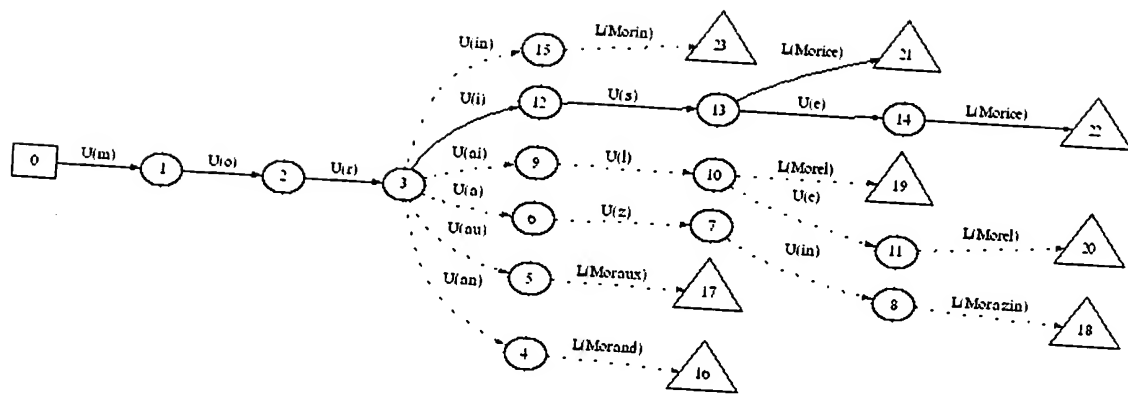 U(in) 15 L(Morin) 23
L(Morice) 21
U(i) 12 U(s) 13 U(e) 14 L(Morice) 22
0 U(m) 1 U(o) 2 U(r) 3
U(ai) 9 U(l) 10 L(Morel) 19
U(e) 11 L(Morel) 20
U(a) 6 U(z) 7 U(in) 8 L(Morazin) 18
U(au) 5 L(Moraux) 17
U(an) 4 L(Morand) 16